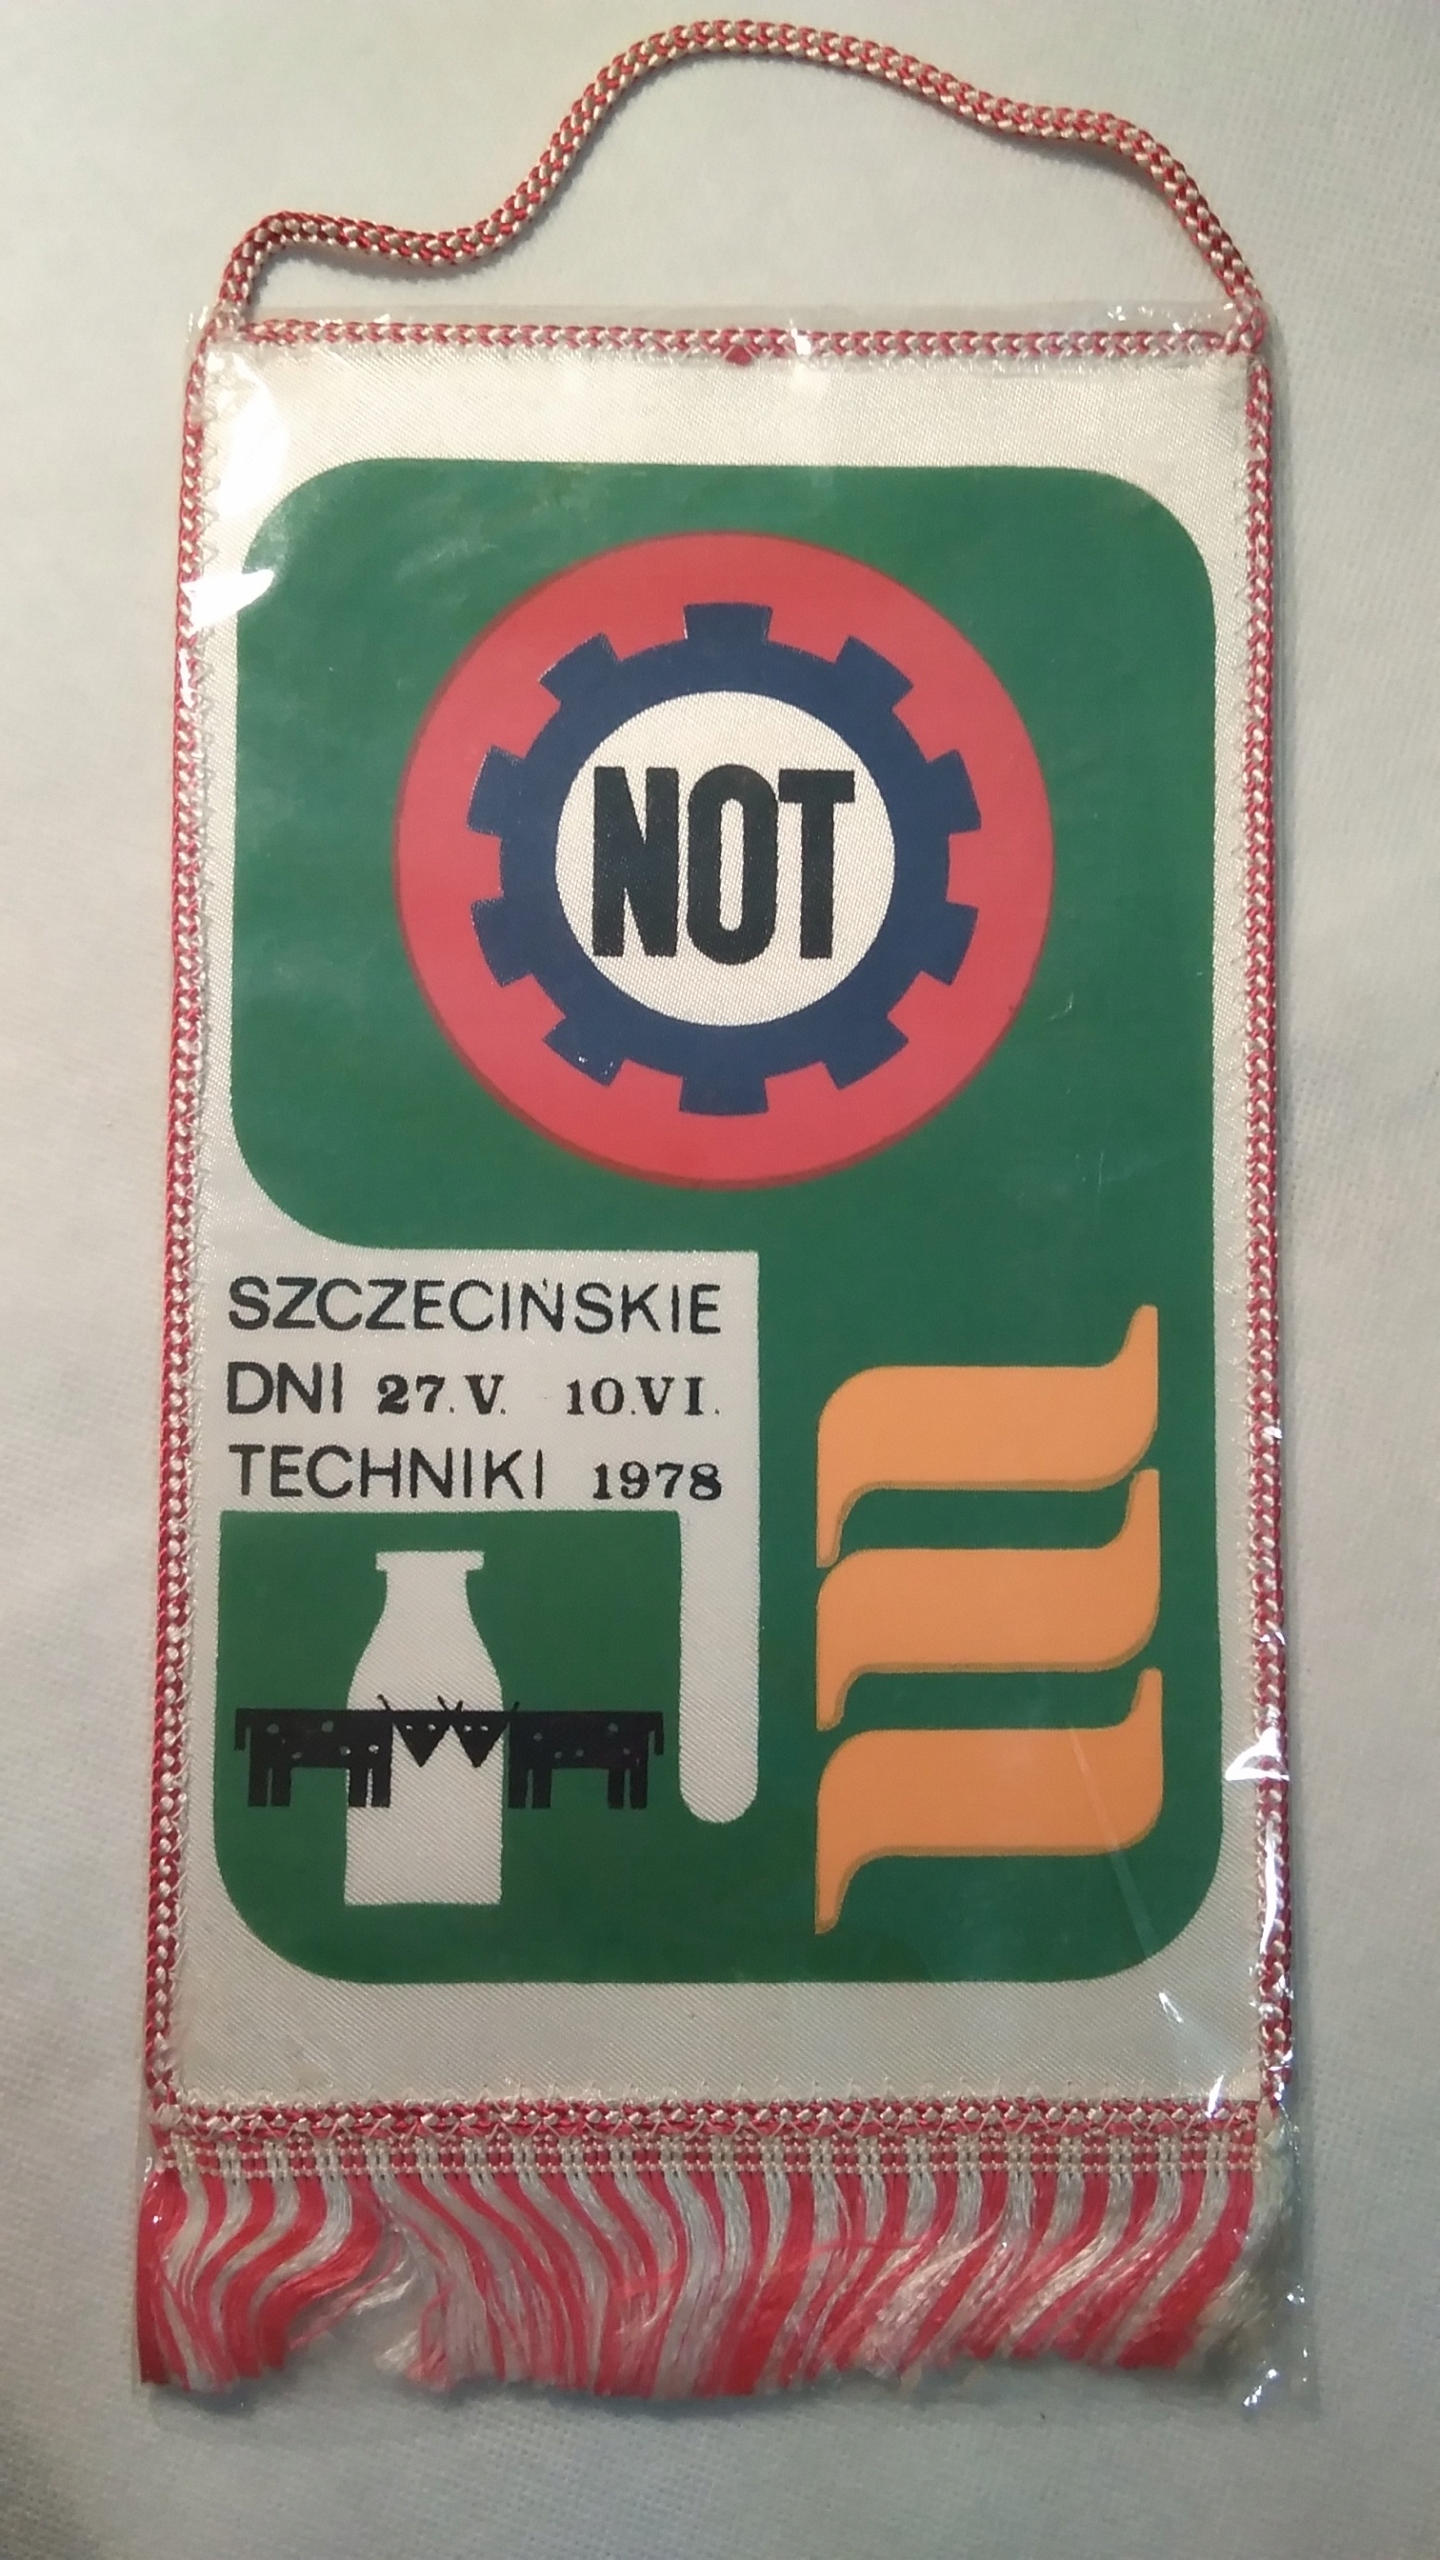 NOT
SZCZECIŃSKIE
DNI 27.V. 10.VI.
TECHNIKI 1978